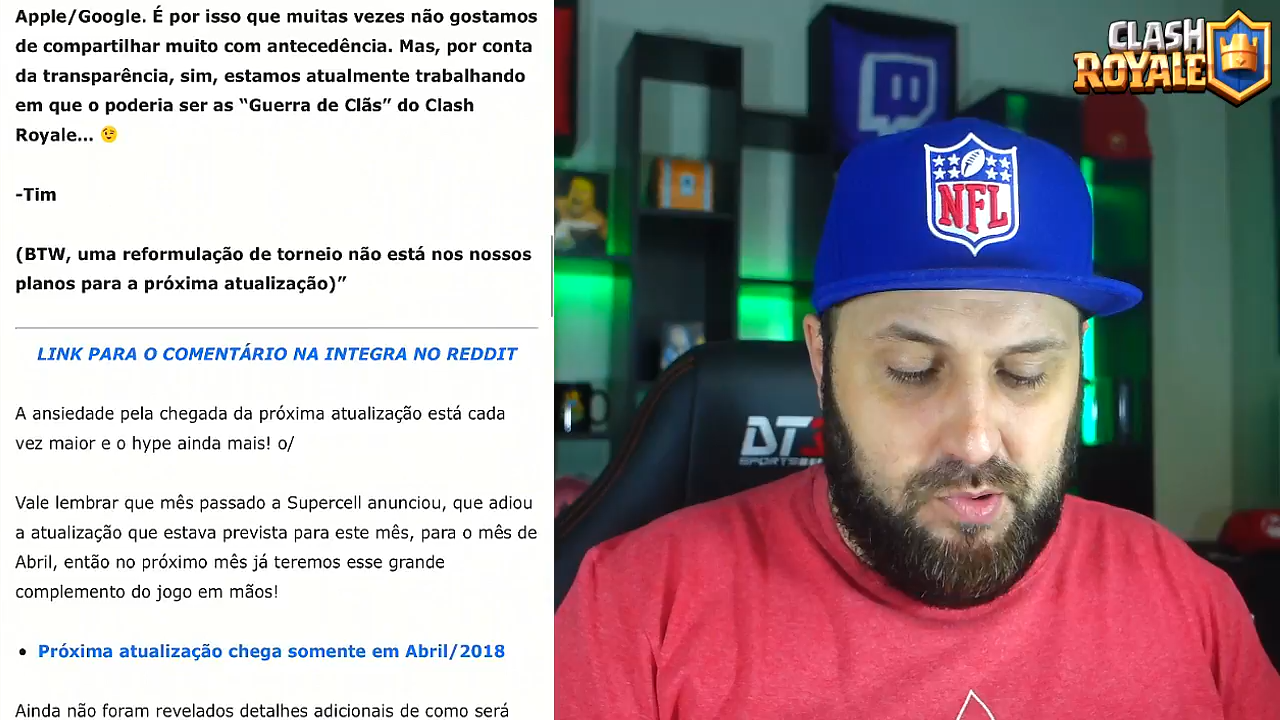 Apple/Google. É por isso que muitas vezes não gostamos
de compartilhar muito com antecedência. Mas, por conta
da transparência, sim, estamos atualmente trabalhando
em que o poderia ser as “Guerra de Clãs” do Clash
Royale... 😉
-Tim
(BTW, uma reformulação de torneio não está nos nossos
planos para a próxima atualização)”
LINK PARA O COMENTÁRIO NA INTEGRA NO REDDIT
A ansiedade pela chegada da próxima atualização está cada
vez maior e o hype ainda mais! o/
Vale lembrar que mês passado a Supercell anunciou, que adiou
a atualização que estava prevista para este mês, para o mês de
Abril, então no próximo mês já teremos esse grande
complemento do jogo em mãos!
• Próxima atualização chega somente em Abril/2018
Ainda não foram revelados detalhes adicionais de como será
CLASH
ROYALE
NFL
DT3
SPORTS